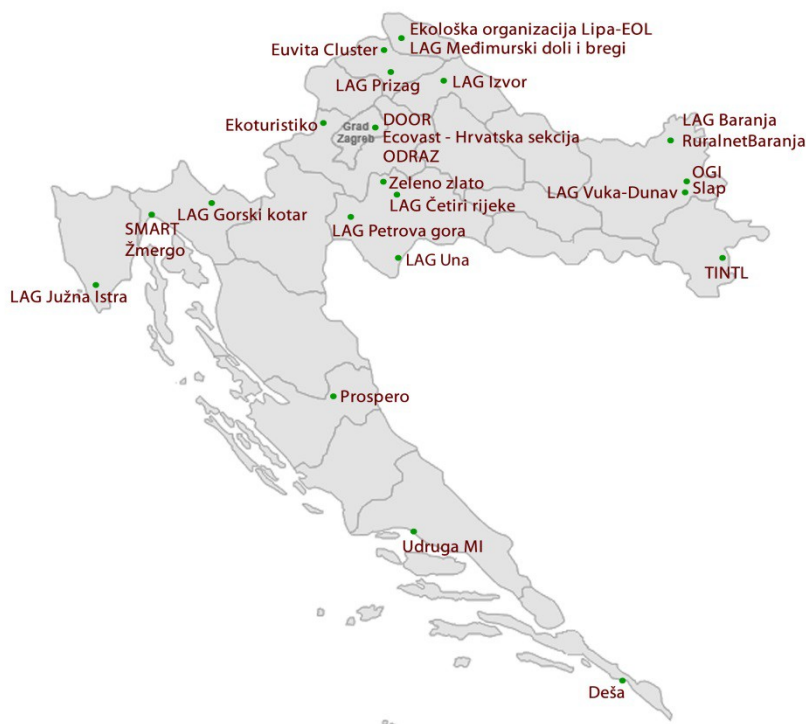 Ekološka organizacija Lipa-EOL
LAG Međimurski doli i bregi
Euvita Cluster
LAG Prizag
LAG Izvor
Ekoturistiko
Grad
Zagreb
DOOR
Ecovast - Hrvatska sekcija
ODRAZ
LAG Baranja
RuralnetBaranja
OGI
Slap
LAG Vuka-Dunav
Zeleno zlato
LAG Četiri rijeke
LAG Gorski kotar
LAG Petrova gora
SMART
Žmergo
LAG Una
TINTL
LAG Južna Istra
Prospero
Udruga MI
Deša